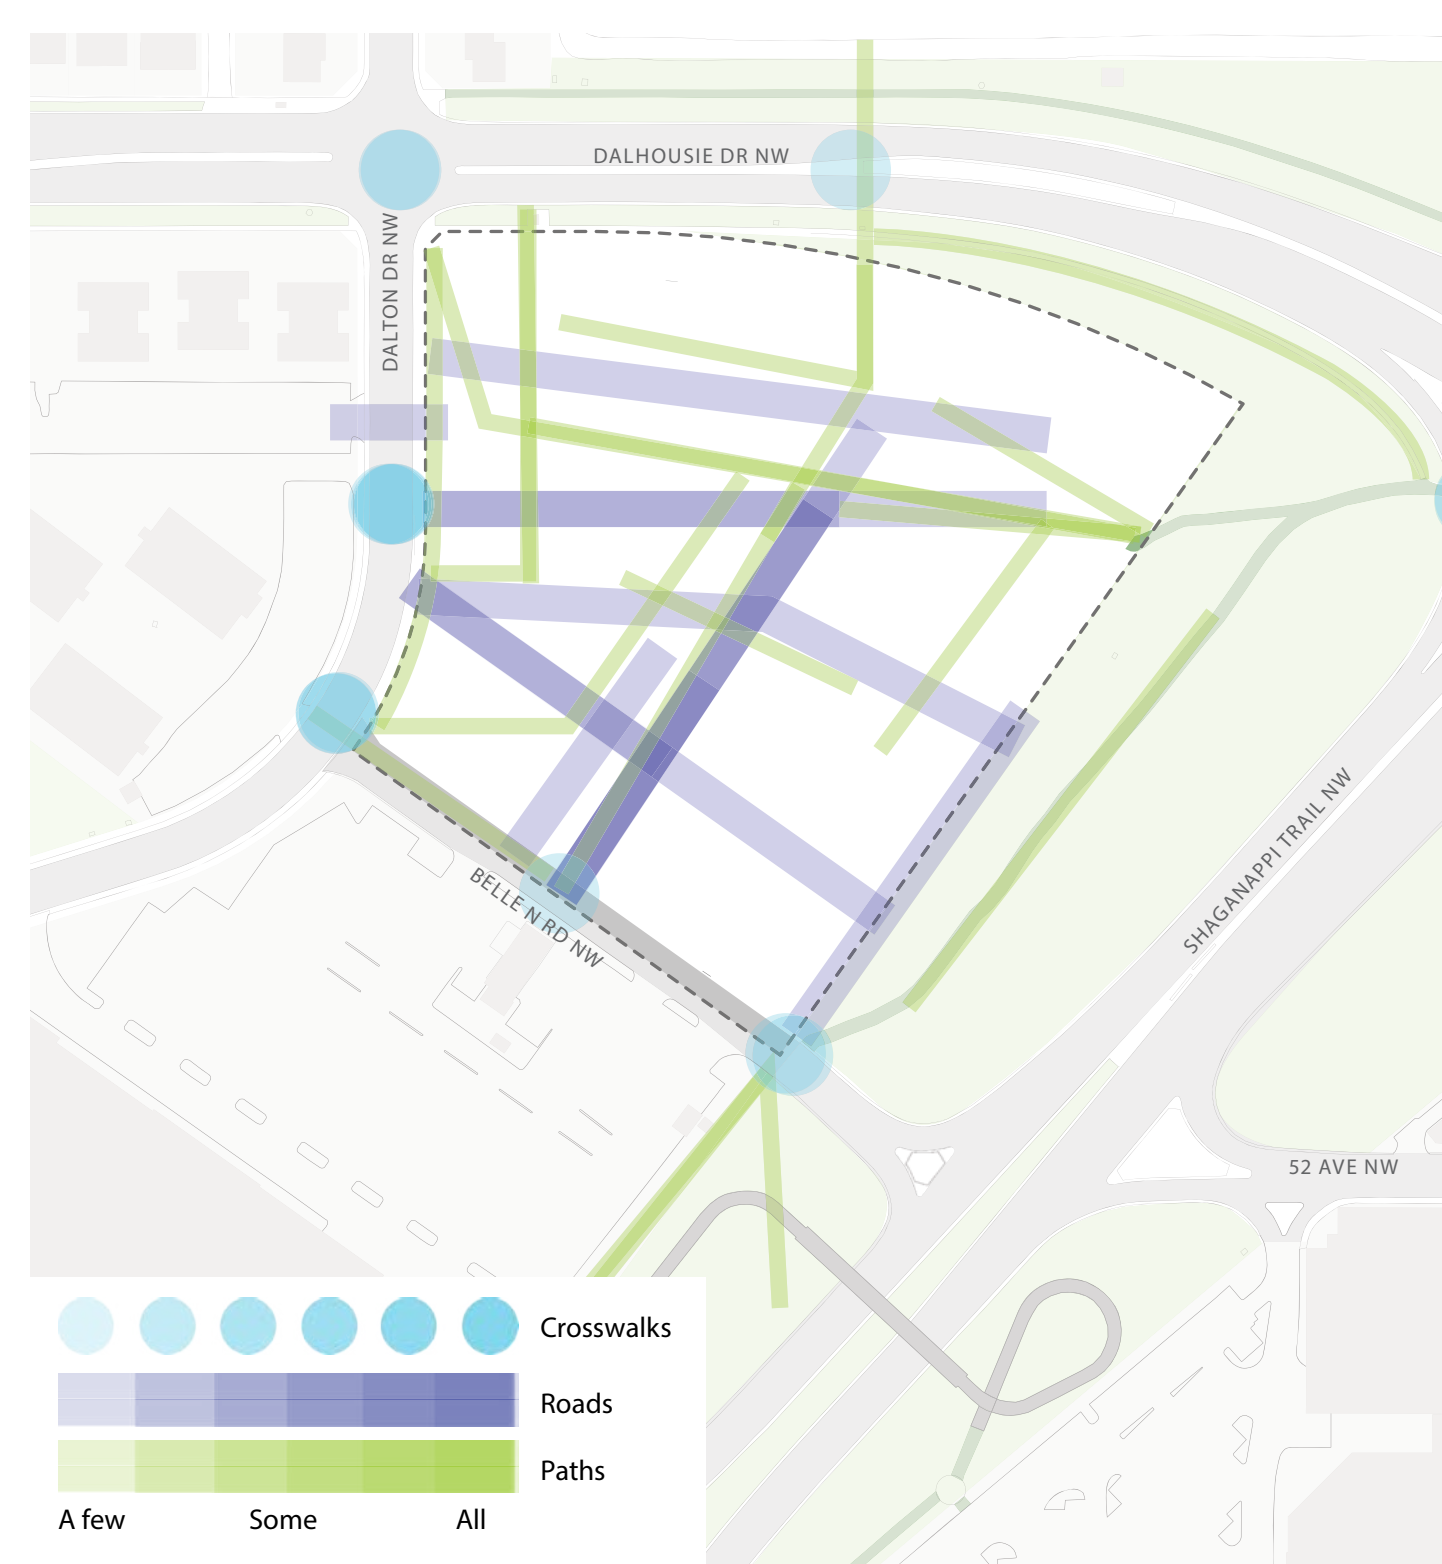 DALHOUSIE DR NW
DALTON DR NW
BELLE N RD NW
SHAGANAPPI TRAIL NW
52 AVE NW
Crosswalks
Roads
Paths
A few Some All